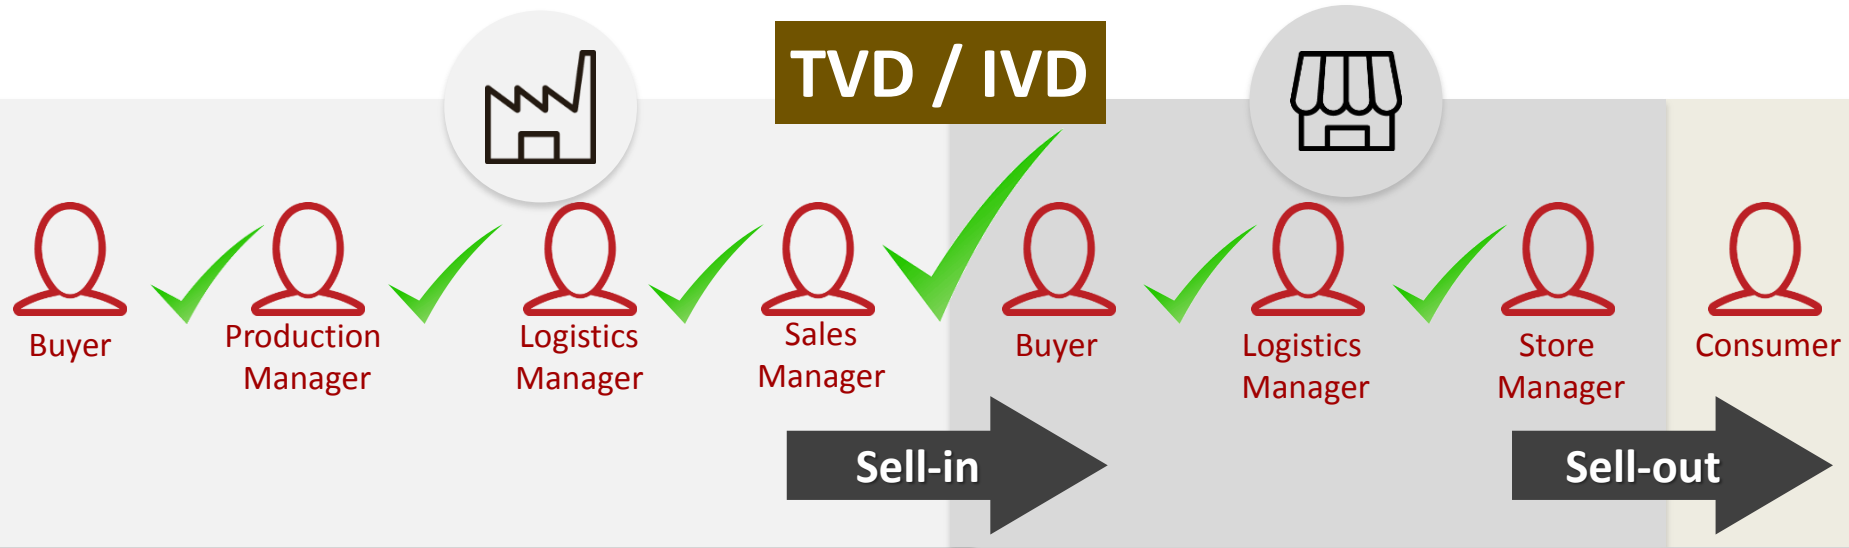 TVD / IVD
Buyer
Production
Manager
Logistics
Manager
Sales
Manager
Buyer
Logistics
Manager
Store
Manager
Consumer
Sell-in
Sell-out